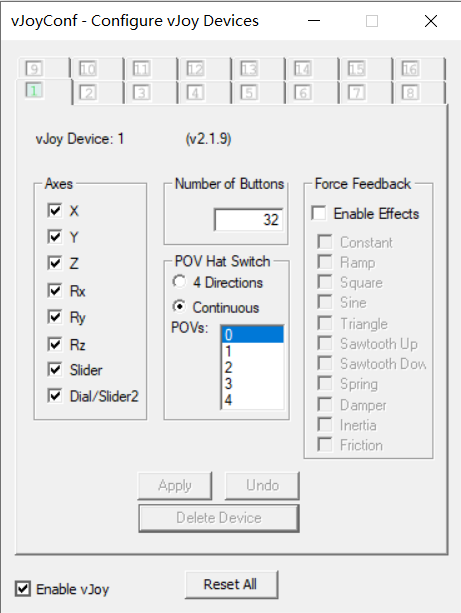 vJoyConf - Configure vJoy Devices
9 10 11 12 13 14 15 16
1 2 3 4 5 6 7 8
vJoy Device: 1 (v2.1.9)
Axes
X
Y
Z
Rx
Ry
Rz
Slider
Dial/Slider2
Number of Buttons
32
POV Hat Switch
4 Directions
Continuous
POVs:
0
1
2
3
4
Force Feedback
Enable Effects
Constant
Ramp
Square
Sine
Triangle
Sawtooth Up
Sawtooth Dow
Spring
Damper
Inertia
Friction
Apply Undo
Delete Device
Enable vJoy Reset All